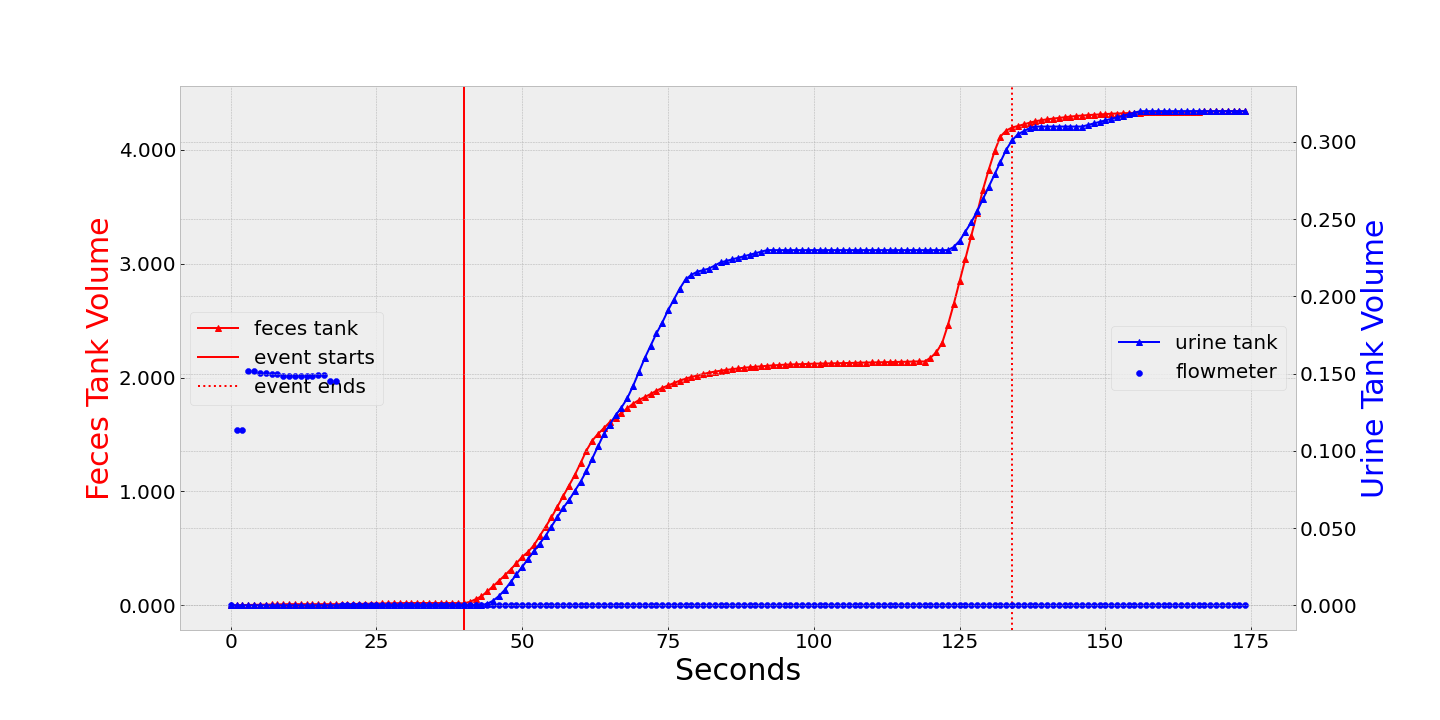 4.000
3.000
2.000
1.000
0.000
Feces Tank Volume
feces tank
event starts
event ends
urine tank
flowmeter
0.300
0.250
0.200
0.150
0.100
0.050
0.000
Urine Tank Volume
0 25 50 75 100 125 150 175
Seconds